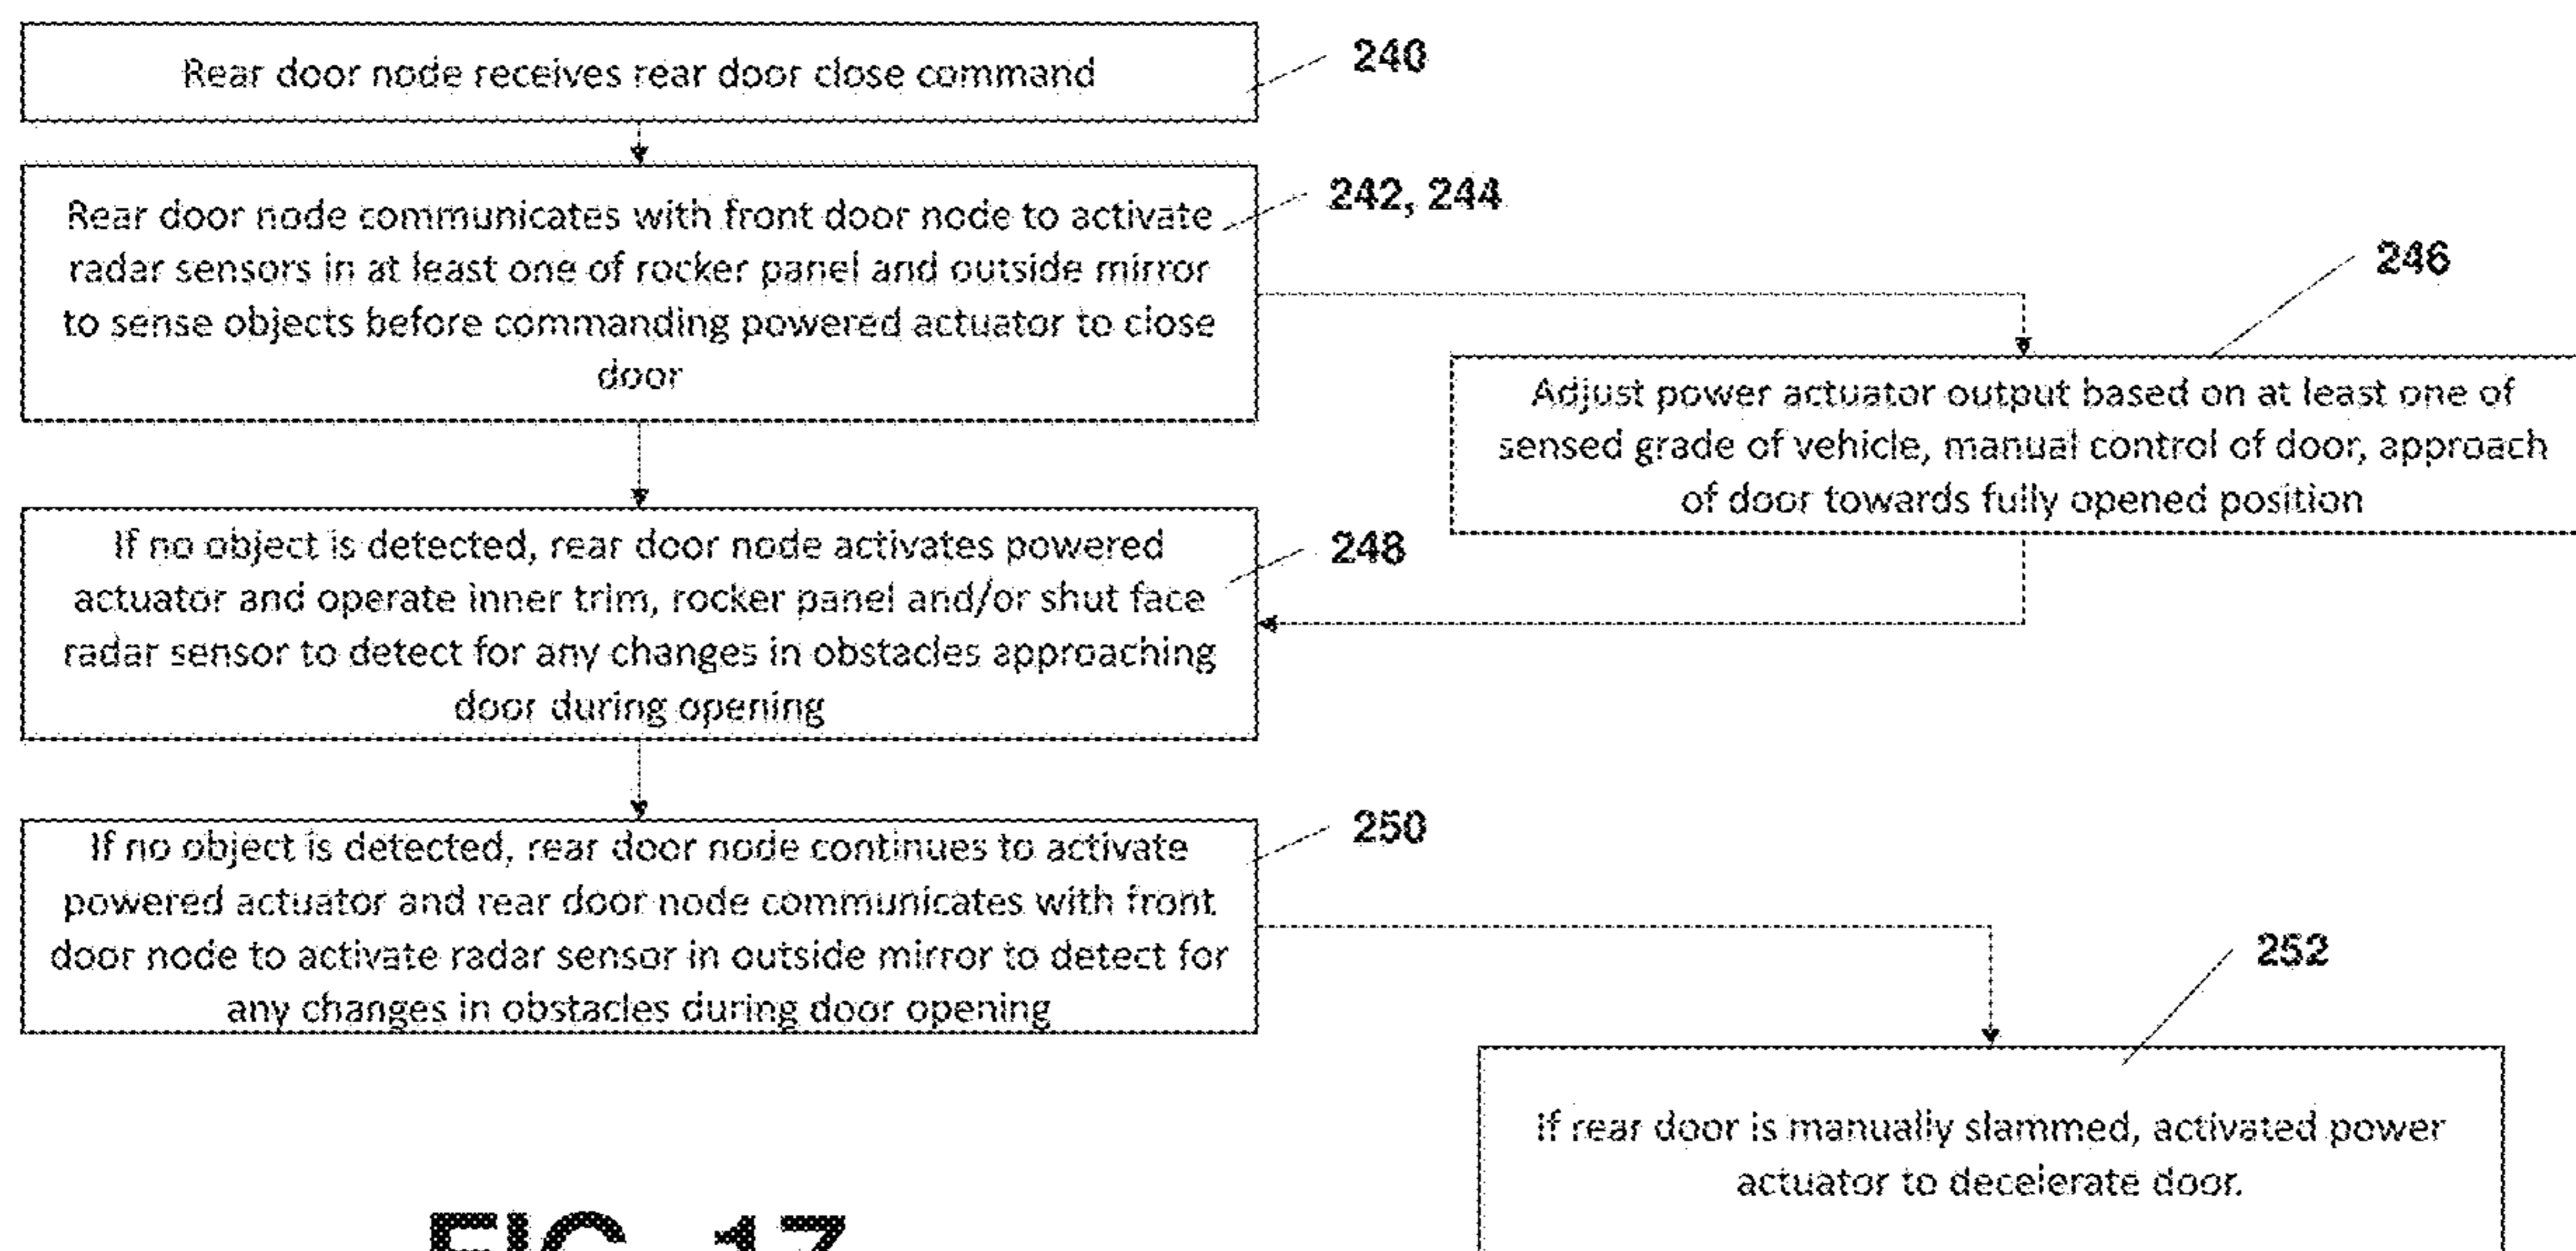 Rear door node receives rear door close command
240
Rear door node communicates with front door node to activate
radar sensors in at least one of rocker panel and outside mirror
to sense objects before commanding powered actuator to close
door
242, 244
246
Adjust power actuator output based on at least one of
sensed grade of vehicle, manual control of door, approach
of door towards fully opened position
If no object is detected, rear door node activates powered
actuator and operate inner trim, rocker panel and/or shut face
radar sensor to detect for any changes in obstacles approaching
door during opening
248
If no object is detected, rear door node continues to activate
powered actuator and rear door node communicates with front
door node to activate radar sensor in outside mirror to detect for
any changes in obstacles during door opening
250
252
If rear door is manually slammed, activated power
actuator to decelerate door.
FIG. 17